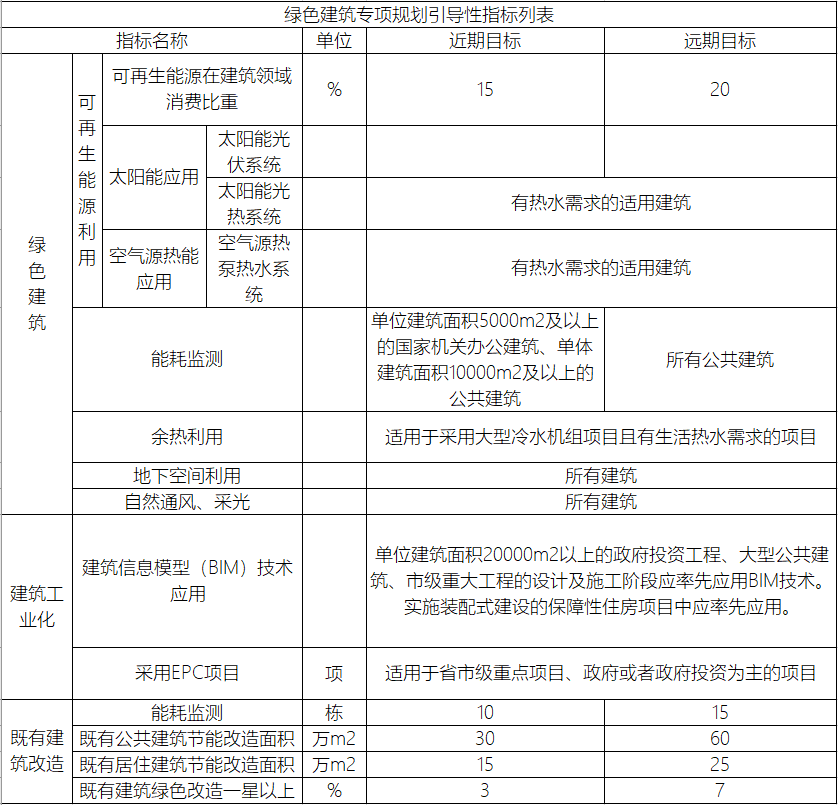 绿色建筑专项规划引导性指标列表
指标名称
单位
近期目标
远期目标
绿色建筑
可再生能源利用
可再生能源在建筑领域
消费比重
%
15
20
太阳能应用
太阳能光
伏系统
太阳能光
热系统
有热水需求的适用建筑
空气源热能
应用
空气源热
泵热水系
统
有热水需求的适用建筑
能耗监测
单位建筑面积5000m2及以上
的国家机关办公建筑、单体
建筑面积10000m2及以上的
公共建筑
所有公共建筑
余热利用
适用于采用大型冷水机组项目且有生活热水需求的项目
地下空间利用
所有建筑
自然通风、采光
所有建筑
建筑工
业化
建筑信息模型（BIM）技术
应用
单位建筑面积20000m2以上的政府投资工程、大型公共建
筑、市级重大工程的设计及施工阶段应率先应用BIM技术。
实施装配式建设的保障性住房项目中应率先应用。
采用EPC项目
项
适用于省市级重点项目、政府或者政府投资为主的项目
既有建
筑改造
能耗监测
栋
10
15
既有公共建筑节能改造面积
万m2
30
60
既有居住建筑节能改造面积
万m2
15
25
既有建筑绿色改造一星以上
%
3
7